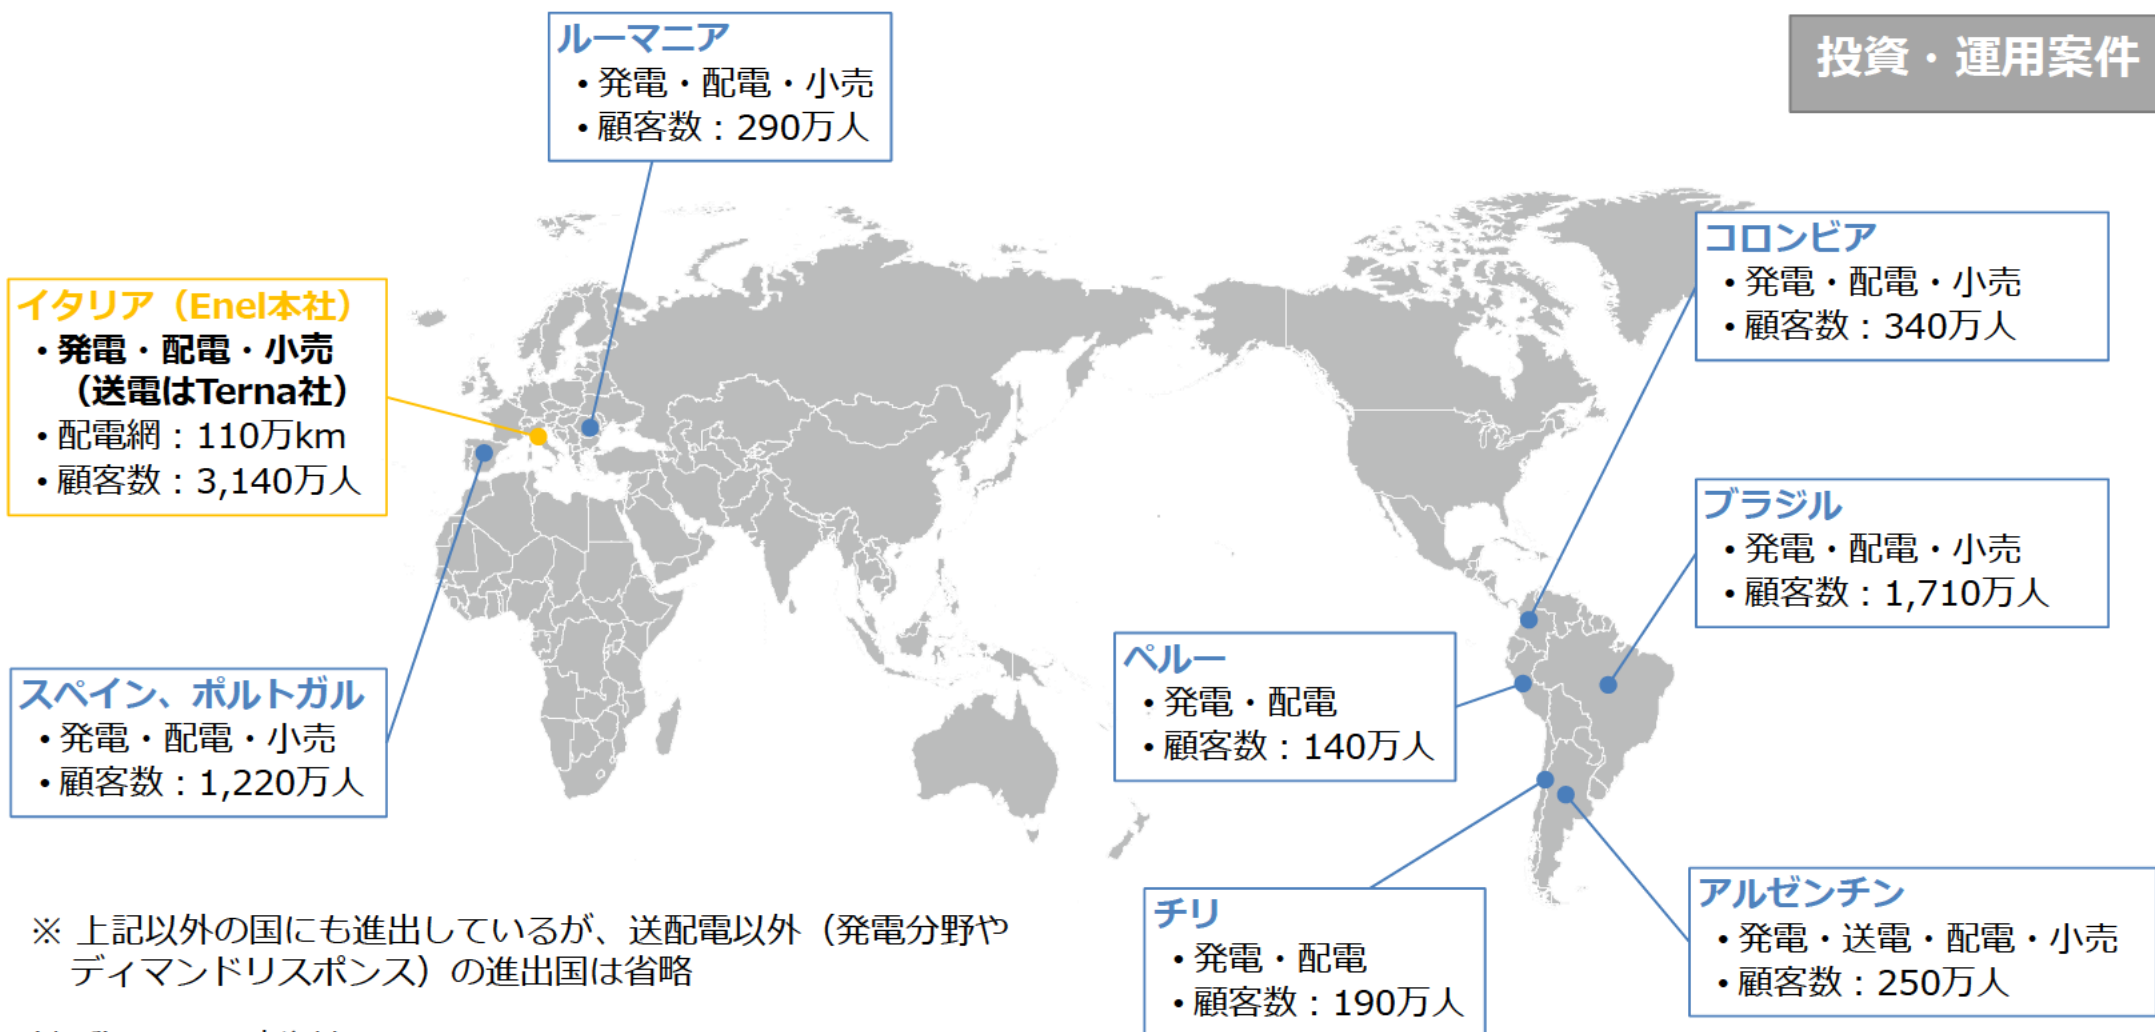 投資・運用案件
ルーマニア
• 発電・配電・小売
• 顧客数：290万人
イタリア（Enel本社）
• 発電・配電・小売
（送電はTerna社）
• 配電網：110万km
• 顧客数：3,140万人
スペイン、ポルトガル
• 発電・配電・小売
• 顧客数：1,220万人
コロンビア
• 発電・配電・小売
• 顧客数：340万人
ブラジル
• 発電・配電・小売
• 顧客数：1,710万人
ペルー
• 発電・配電
• 顧客数：140万人
チリ
• 発電・配電
• 顧客数：190万人
アルゼンチン
• 発電・送電・配電・小売
• 顧客数：250万人
※ 上記以外の国にも進出しているが、送配電以外（発電分野や
ディマンドリスポンス）の進出国は省略